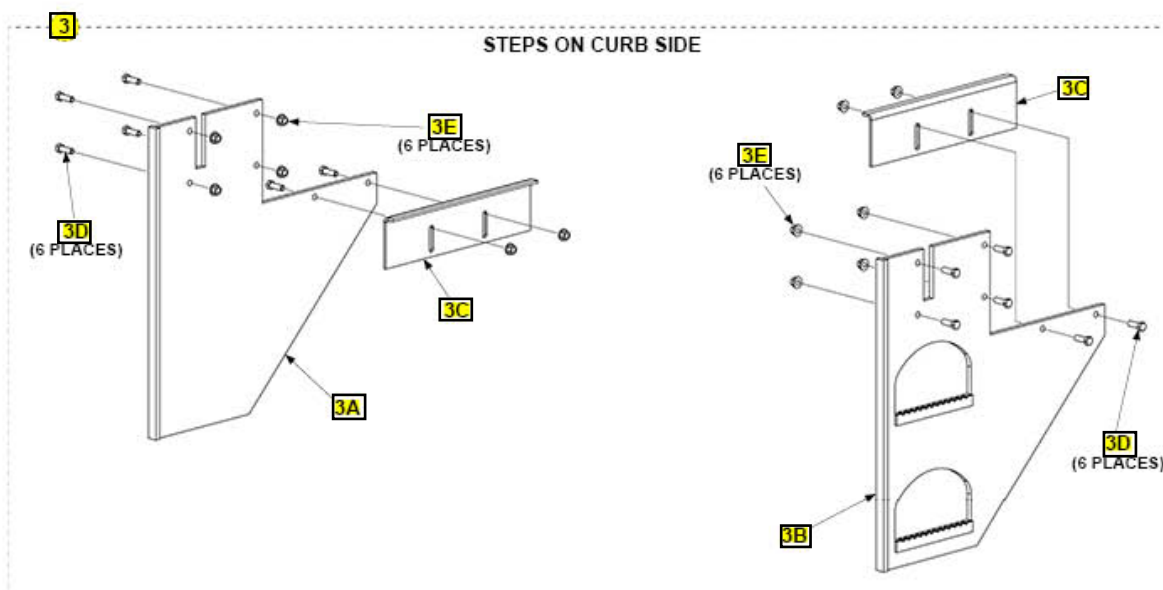 3
STEPS ON CURB SIDE
3E
(6 PLACES)
3D
(6 PLACES)
3C
3A
3C
3E
(6 PLACES)
3D
(6 PLACES)
3B